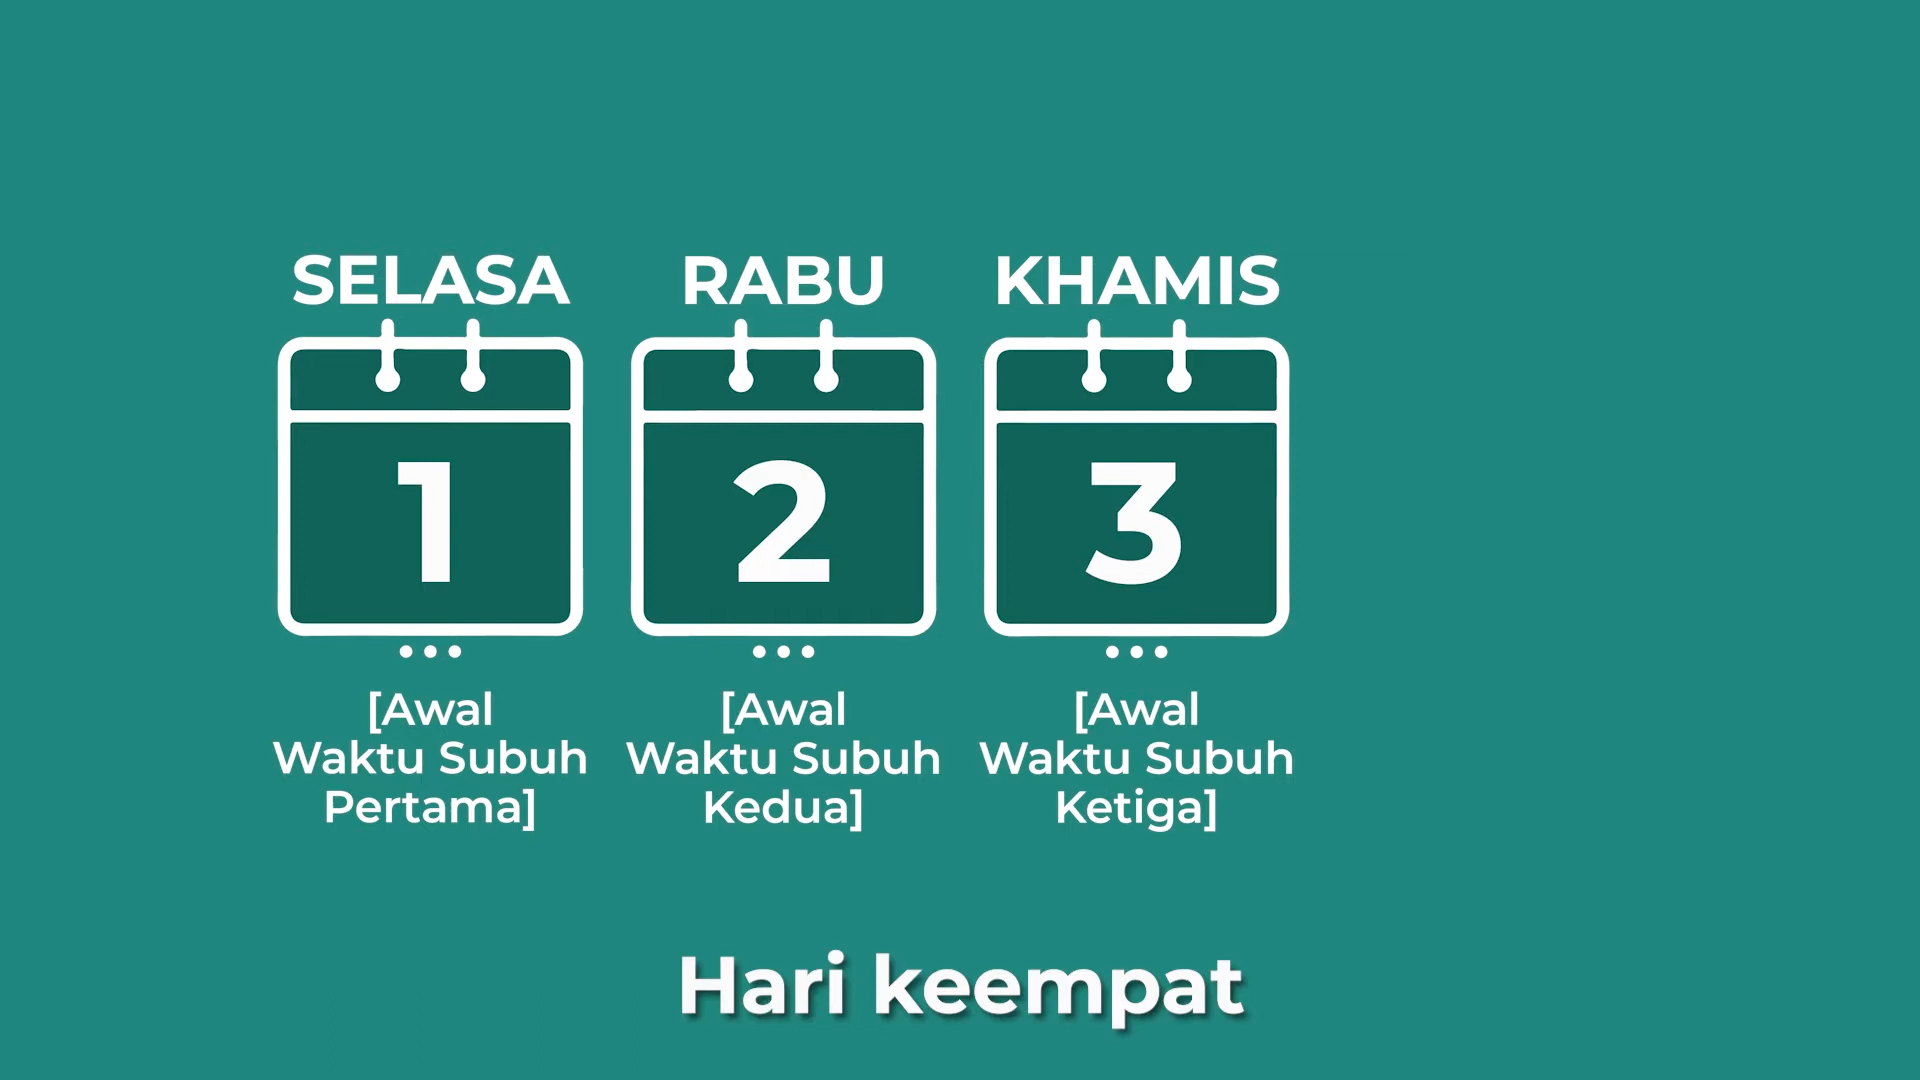 SELASA
RABU
KHAMIS
1
2
3
[Awal
Waktu Subuh
Pertama]
[Awal
Waktu Subuh
Kedua]
[Awal
Waktu Subuh
Ketiga]
Hari keempat